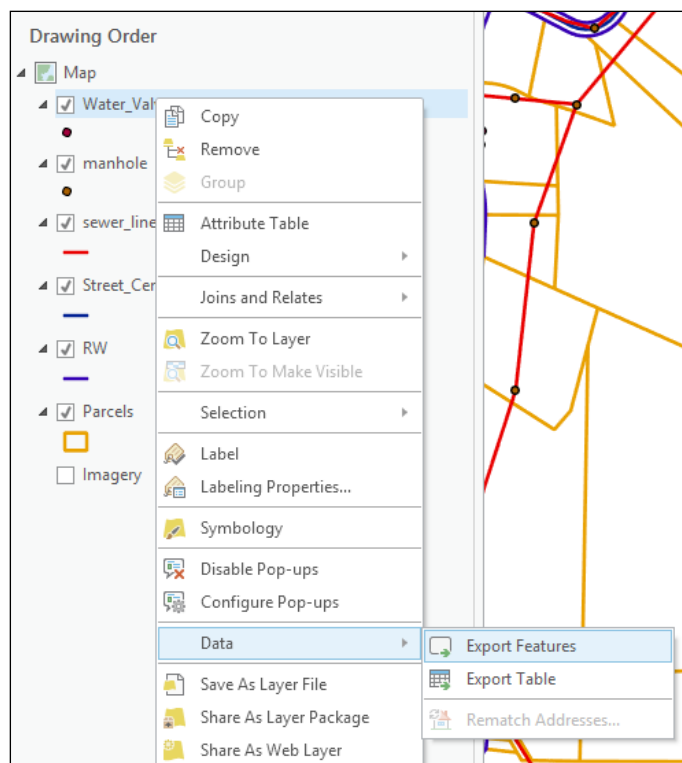 Drawing Order
Map
Water_Val
manhole
sewer_line
Street_Cer
RW
Parcels
Imagery
Copy
Remove
Group
Attribute Table
Design
Joins and Relates
Zoom To Layer
Zoom To Make Visible
Selection
Label
Labeling Properties...
Symbology
Disable Pop-ups
Configure Pop-ups
Data
Save As Layer File
Share As Layer Package
Share As Web Layer
Export Features
Export Table
Rematch Addresses...